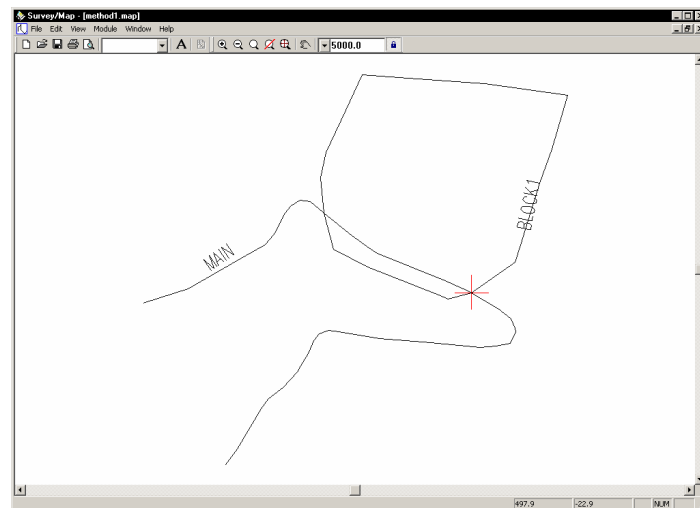 Survey/Map - [method1.map]
File Edit View Module Window Help
A 5000.0
BLOCK1
MAIN
497.9 -22.9 NUM